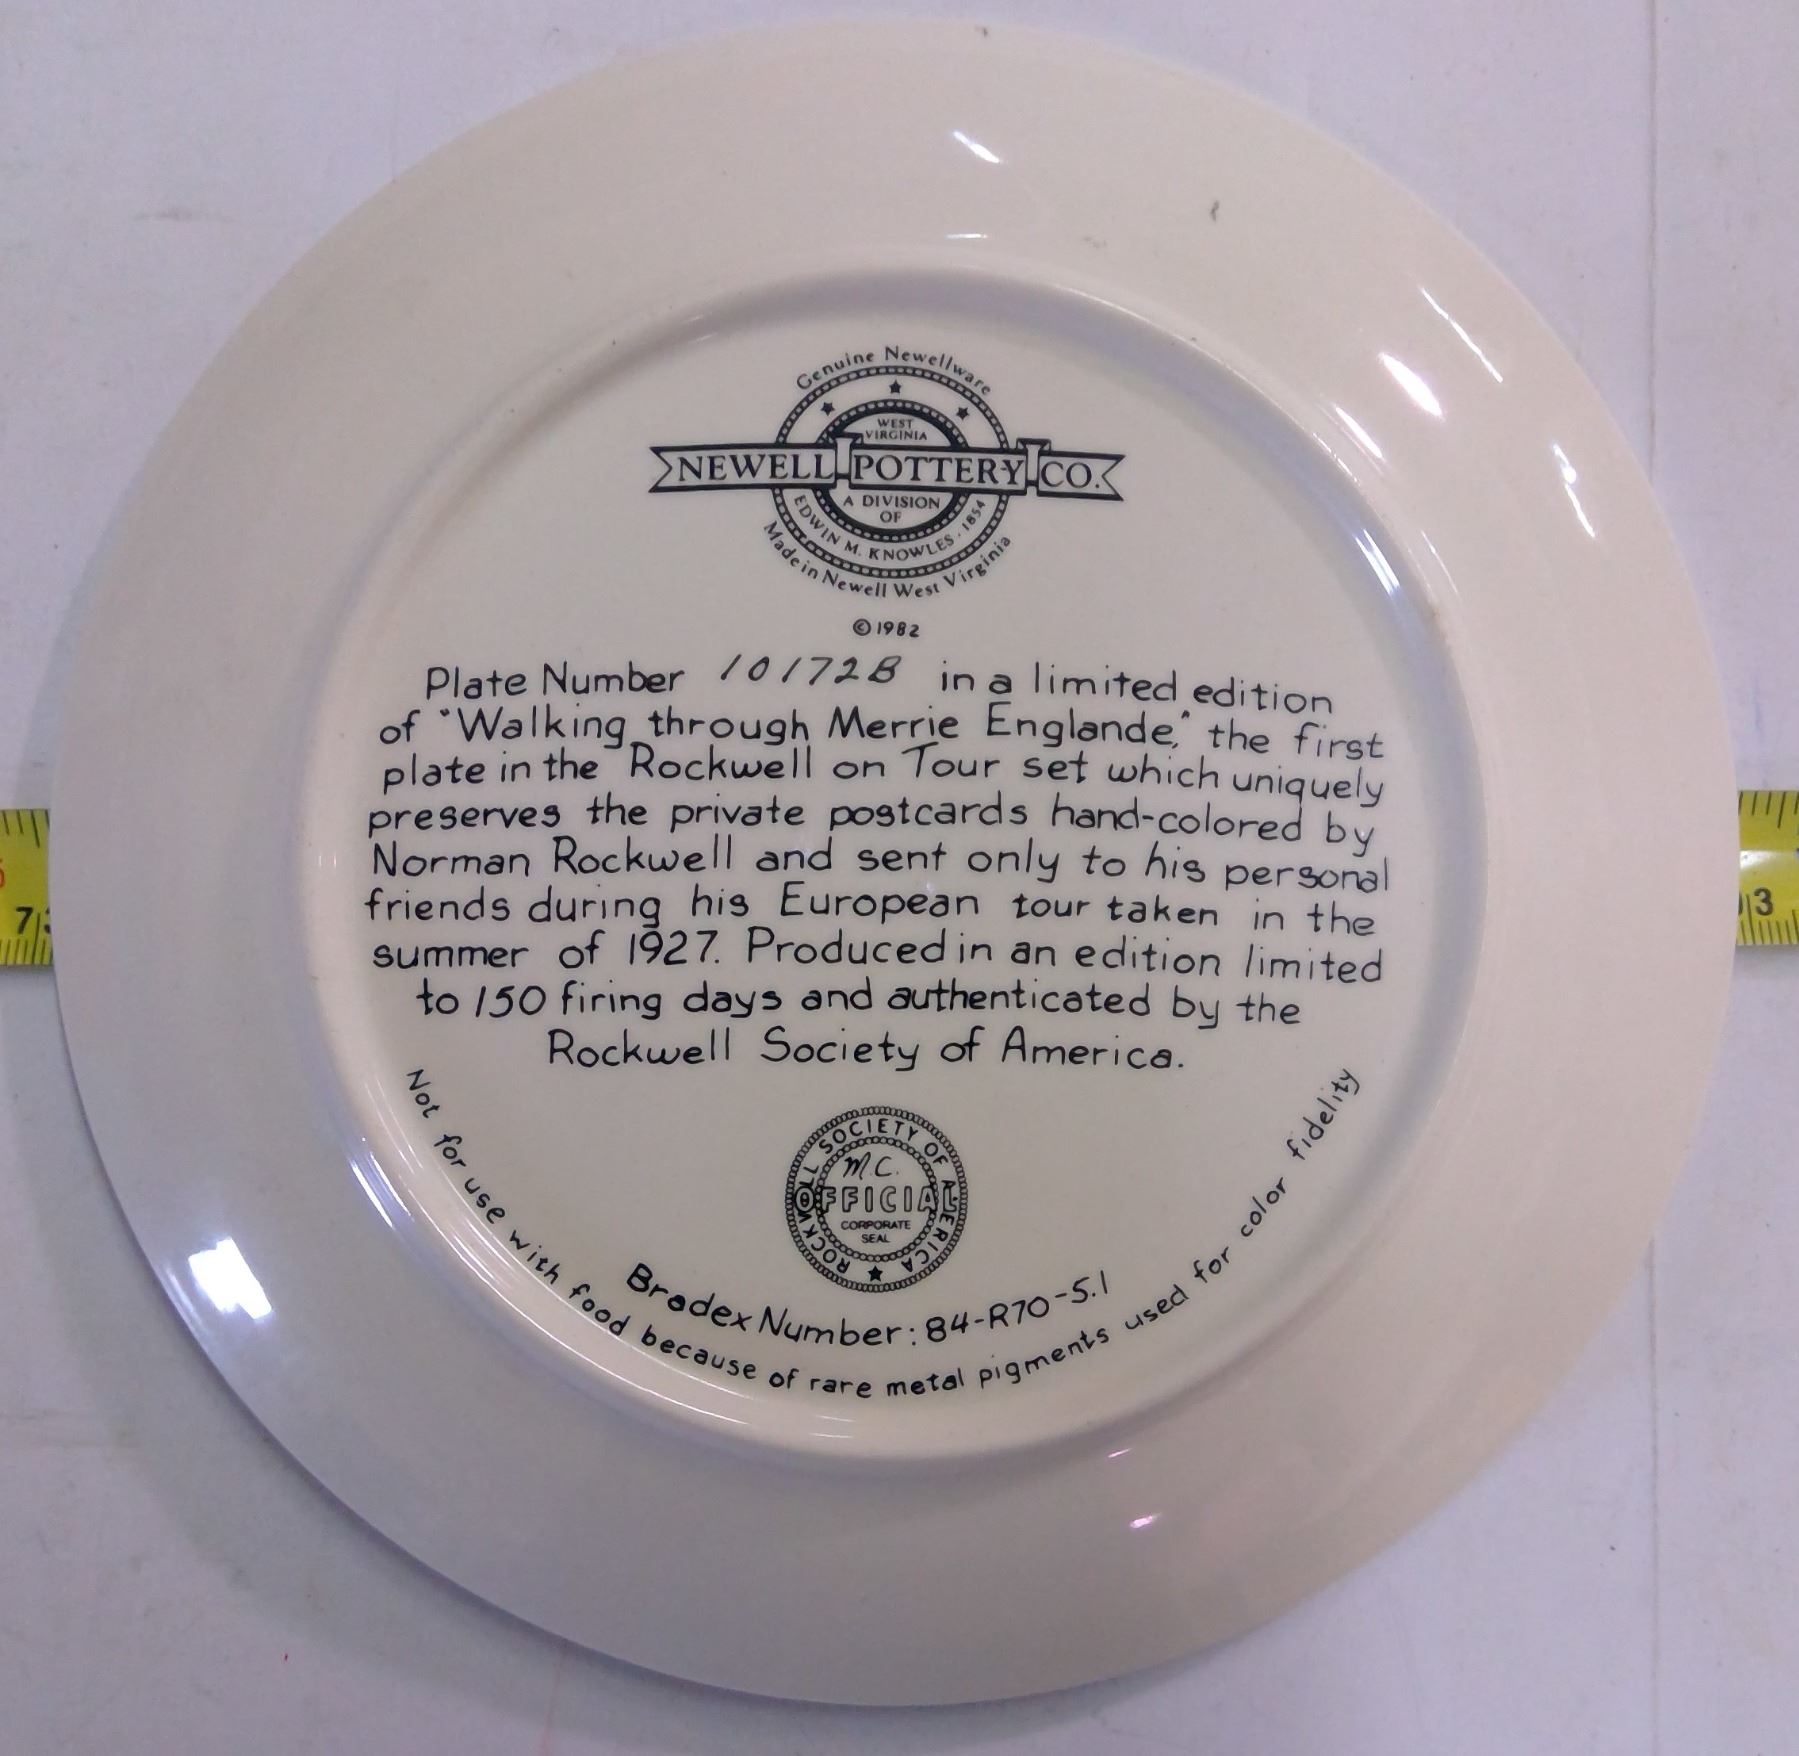 Genuine Newellware
WEST
VIRGINIA
NEWELL POTTERY CO.
A DIVISION
OF
EDWIN M. KNOWLES. 1854
Made in Newell West Virginia
©1982
Plate Number 10172B in a limited edition
of "Walking through Merrie Englande," the first
plate in the Rockwell on Tour set which uniquely
preserves the private postcards hand-colored by
Norman Rockwell and sent only to his personal
friends during his European tour taken in the
summer of 1927. Produced in an edition limited
to 150 firing days and authenticated by the
Rockwell Society of America.
ROCKWELL SOCIETY OF AMERICA
M.C.
OFFICIAL
CORPORATE
SEAL
Bradex Number: 84-R70-5.1
Not for use with food because of rare metal pigments used for color fidelity
7
3